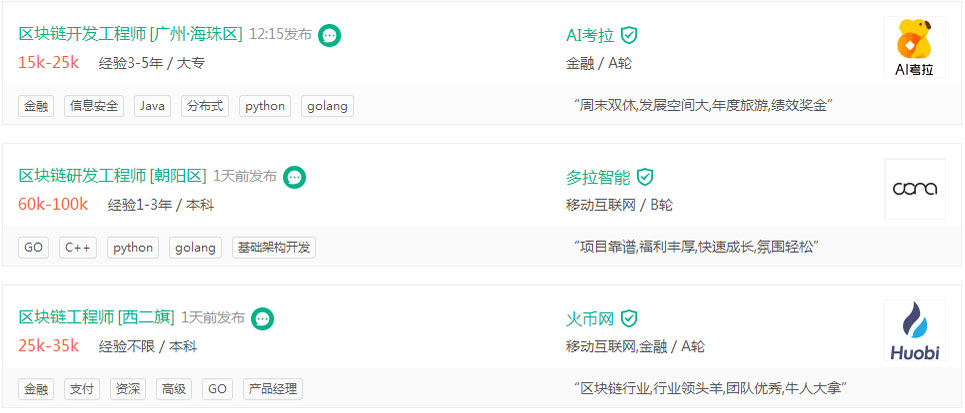 区块链开发工程师 [广州·海珠区] 12:15发布 AI考拉
15k-25k 经验3-5年 / 大专 金融 / A轮
AI考拉
金融 信息安全 Java 分布式 python golang “周末双休,发展空间大,年度旅游,绩效奖金”
区块链研发工程师 [朝阳区] 1天前发布 多拉智能
60k-100k 经验1-3年 / 本科 移动互联网 / B轮
GO C++ python golang 基础架构开发 “项目靠谱,福利丰厚,快速成长,氛围轻松”
区块链工程师 [西二旗] 1天前发布 火币网
25k-35k 经验不限 / 本科 移动互联网,金融 / A轮
Huobi
金融 支付 资深 高级 GO 产品经理 “区块链行业,行业领头羊,团队优秀,牛人大拿”